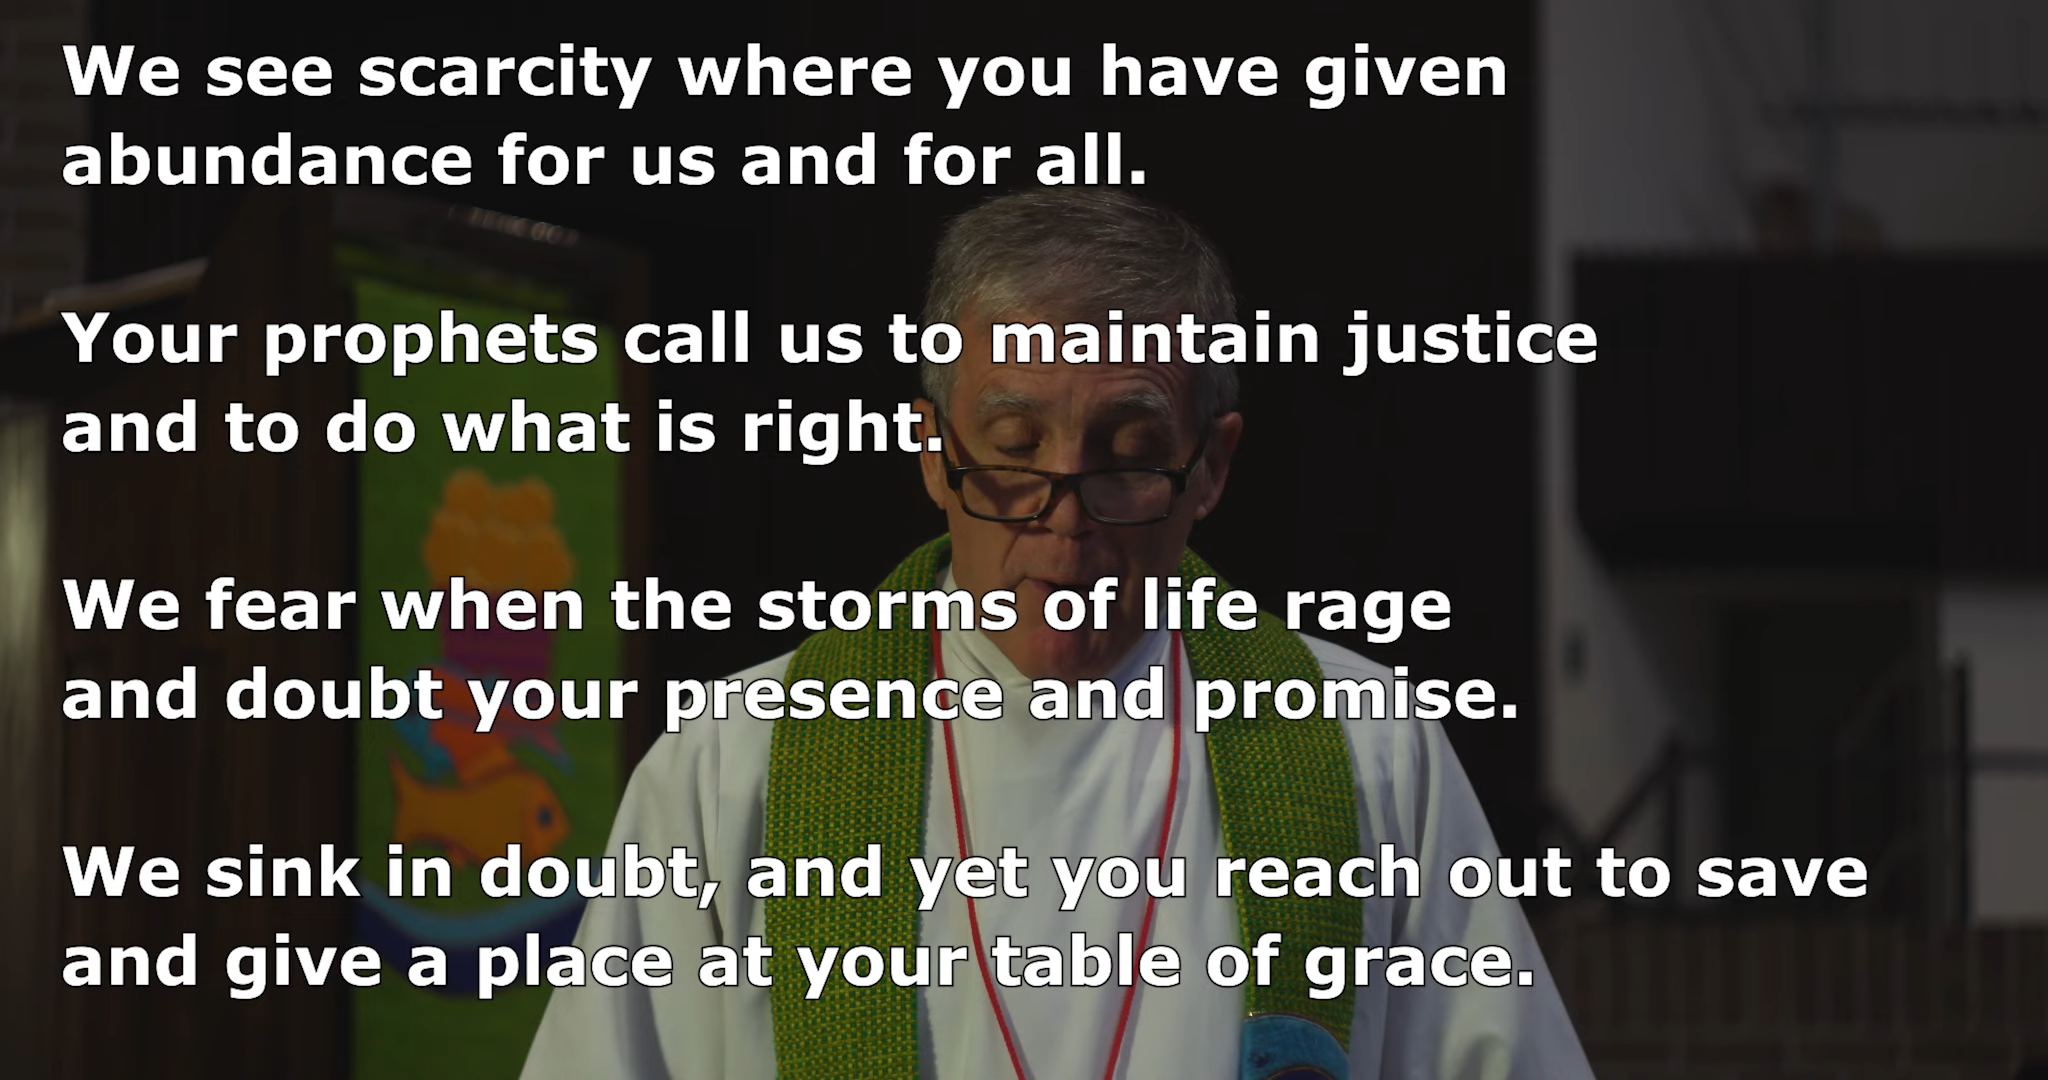 We see scarcity where you have given
abundance for us and for all.
Your prophets call us to maintain justice
and to do what is right.
We fear when the storms of life rage
and doubt your presence and promise.
We sink in doubt, and yet you reach out to save
and give a place at your table of grace.